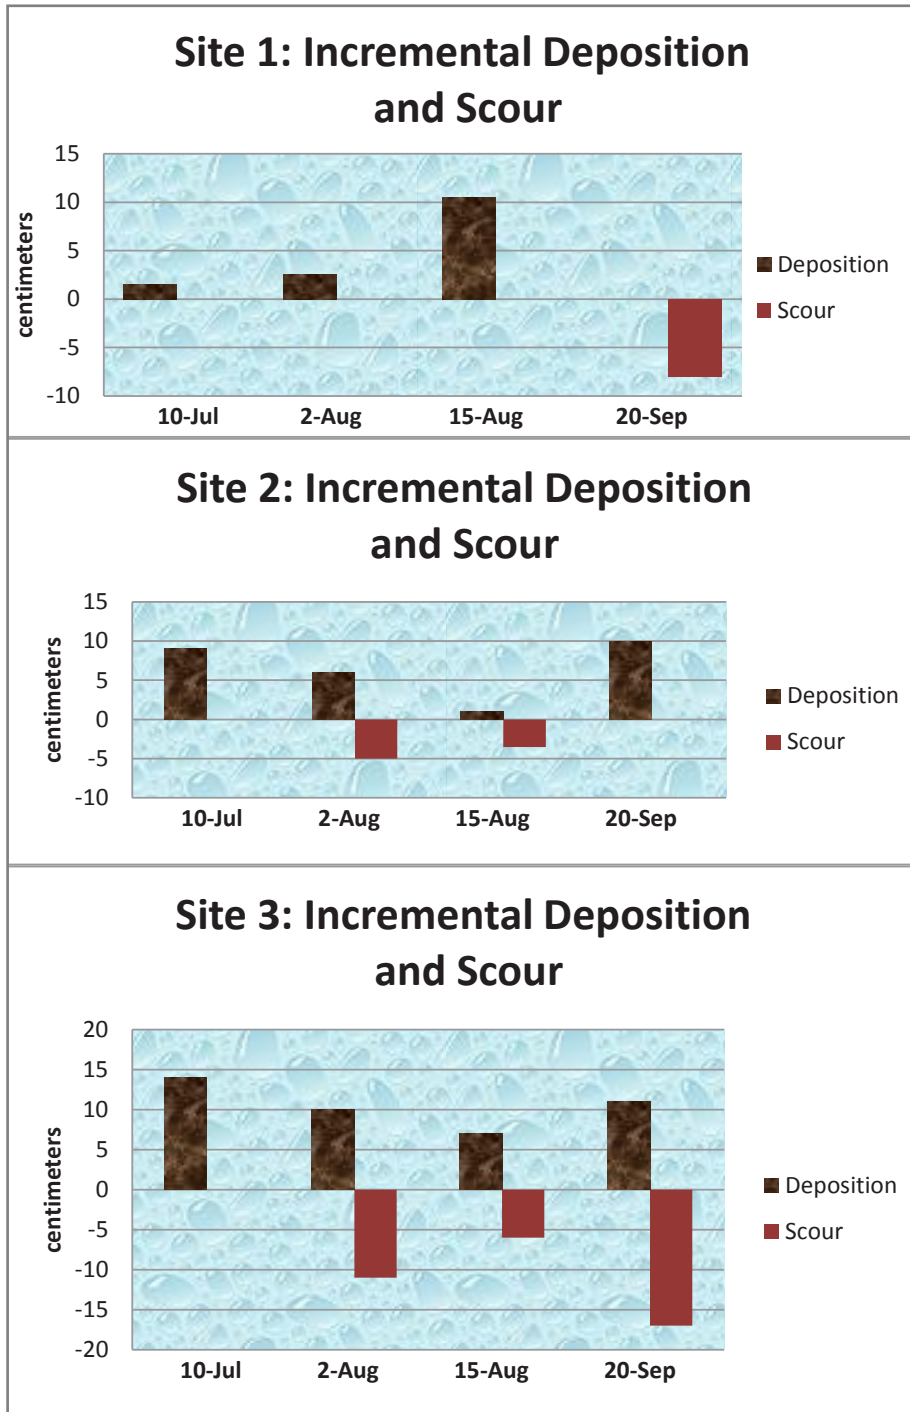 Site 1: Incremental Deposition
and Scour
centimeters
15
10
5
0
-5
-10
10-Jul 2-Aug 15-Aug 20-Sep
Deposition
Scour
Site 2: Incremental Deposition
and Scour
centimeters
15
10
5
0
-5
-10
10-Jul 2-Aug 15-Aug 20-Sep
Deposition
Scour
Site 3: Incremental Deposition
and Scour
centimeters
20
15
10
5
0
-5
-10
-15
-20
10-Jul 2-Aug 15-Aug 20-Sep
Deposition
Scour